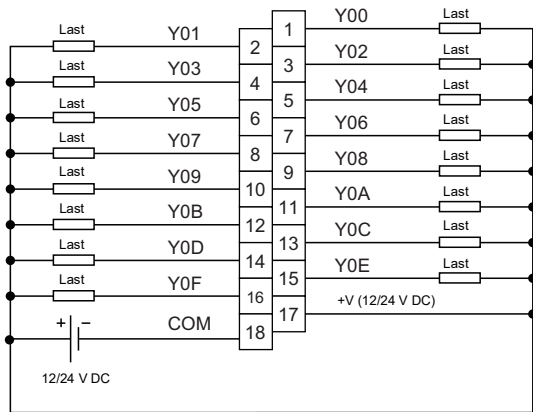 Last Y01 2 1 Y00 Last
Last Y03 4 3 Y02 Last
Last Y05 6 5 Y04 Last
Last Y07 8 7 Y06 Last
Last Y09 10 9 Y08 Last
Last Y0B 12 11 Y0A Last
Last Y0D 14 13 Y0C Last
Last Y0F 16 15 Y0E Last
+ − COM 18 17 +V (12/24 V DC)
12/24 V DC